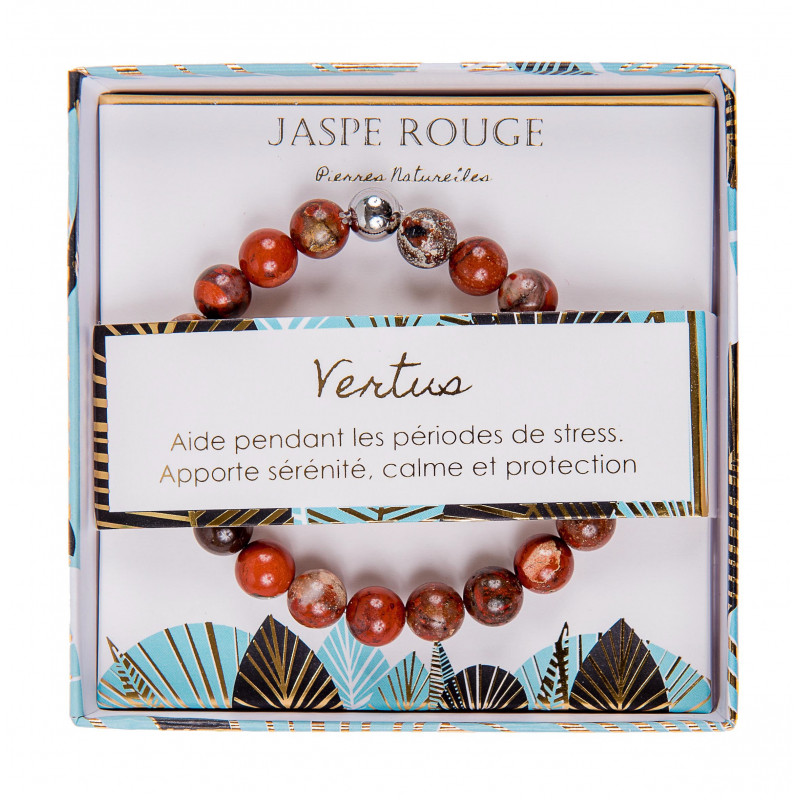 JASPE ROUGE
Pierres Naturelles
Vertus
Aide pendant les périodes de stress.
Apporte sérénité, calme et protection